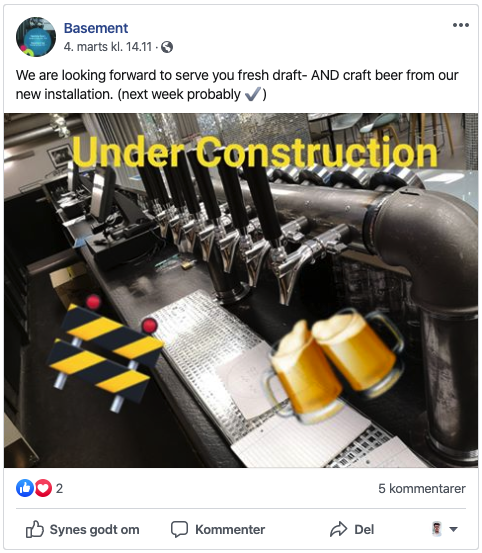 Basement
4. marts kl. 14.11 ·
We are looking forward to serve you fresh draft- AND craft beer from our
new installation. (next week probably ✔)
Under Construction
2
5 kommentarer
Synes godt om
Kommenter
Del